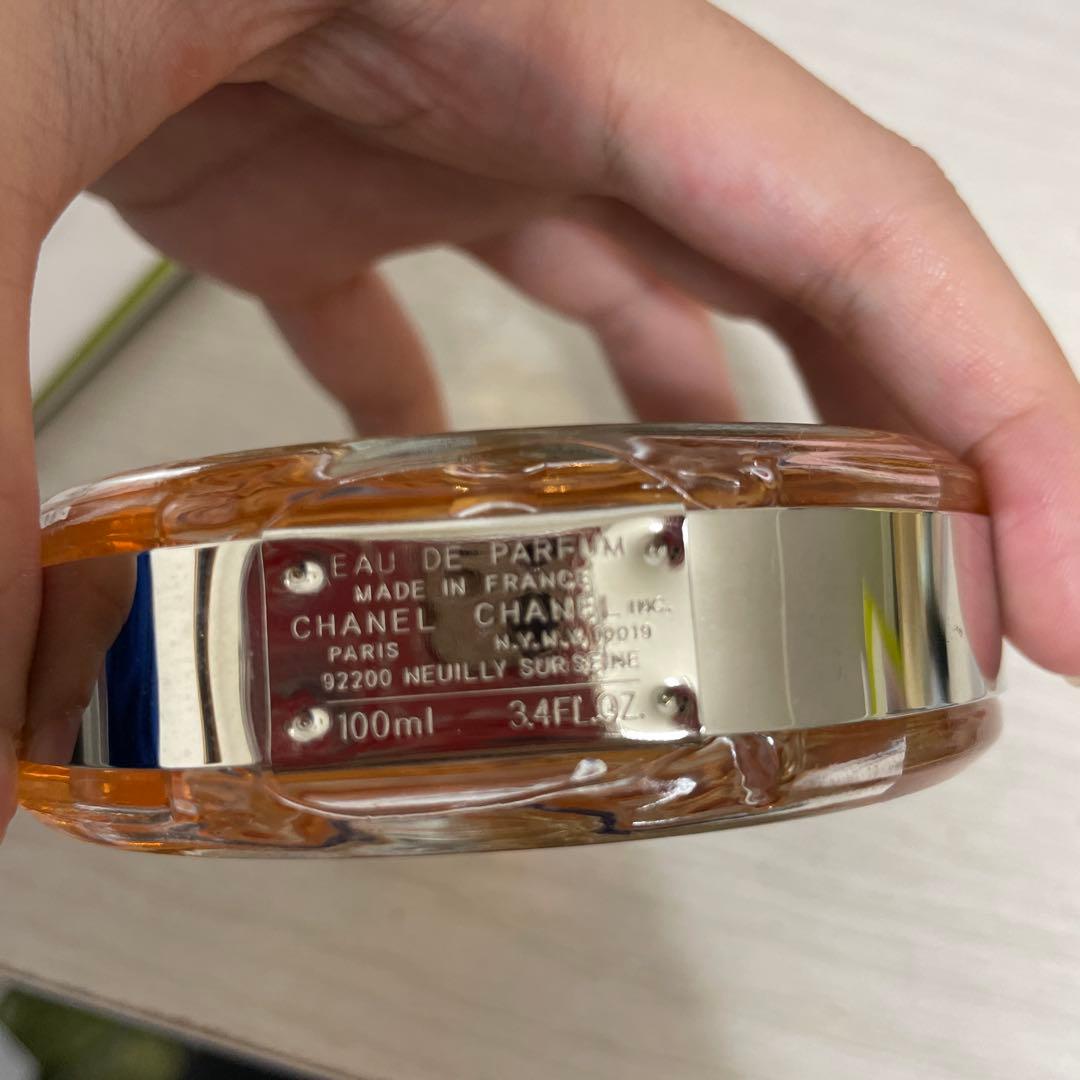 EAU DE PARFUM
MADE IN FRANCE
CHANEL CHANEL INC.
PARIS N.Y.N.Y.10019
92200 NEUILLY SUR SEINE
100ml 3.4FL.OZ.